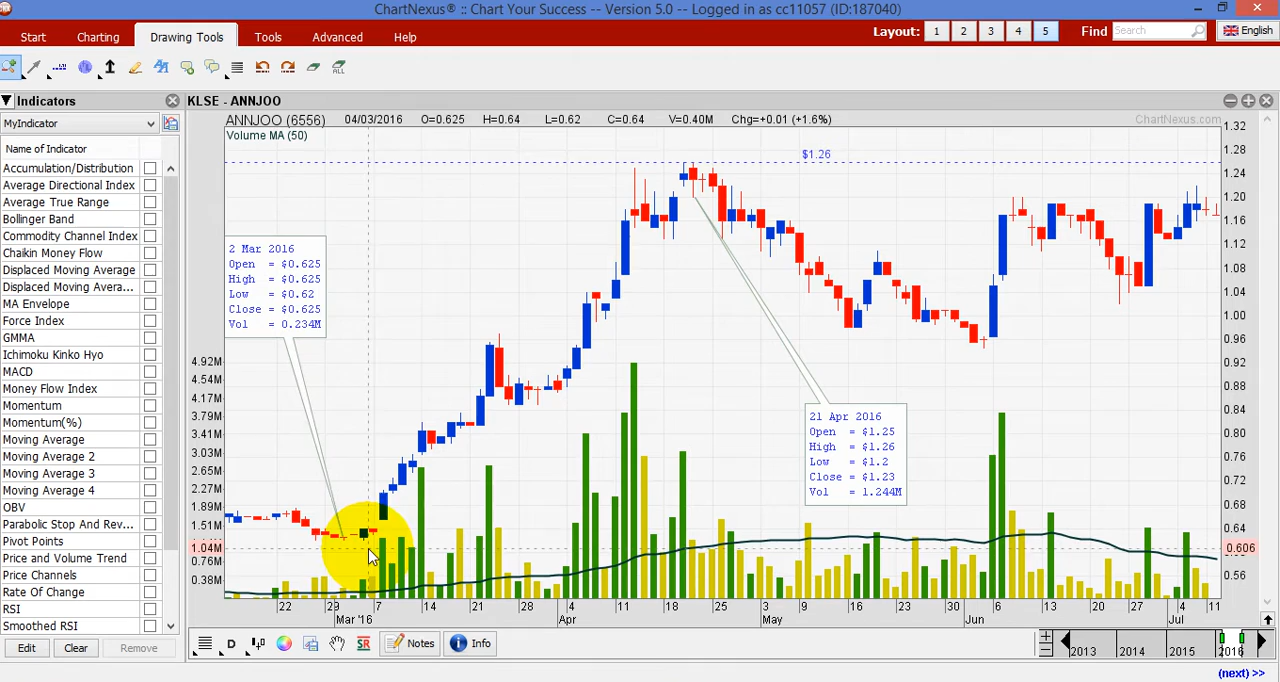 ChartNexus® :: Chart Your Success -- Version 5.0 -- Logged in as cc11057 (ID:187040)
Start Charting Drawing Tools Tools Advanced Help Layout: 1 2 3 4 5 Find Search English
ALL
Indicators
MyIndicator
Name of Indicator
Accumulation/Distribution
Average Directional Index
Average True Range
Bollinger Band
Commodity Channel Index
Chaikin Money Flow
Displaced Moving Average
Displaced Moving Avera...
MA Envelope
Force Index
GMMA
Ichimoku Kinko Hyo
MACD
Money Flow Index
Momentum
Momentum(%)
Moving Average
Moving Average 2
Moving Average 3
Moving Average 4
OBV
Parabolic Stop And Rev...
Pivot Points
Price and Volume Trend
Price Channels
Rate Of Change
RSI
Smoothed RSI
Edit Clear Remove
KLSE - ANNJOO
ANNJOO (6556) 04/03/2016 O=0.625 H=0.64 L=0.62 C=0.64 V=0.40M Chg=+0.01 (+1.6%) ChartNexus.com
Volume MA (50)
$1.26
2 Mar 2016
Open = $0.625
High = $0.625
Low = $0.62
Close = $0.625
Vol = 0.234M
21 Apr 2016
Open = $1.25
High = $1.26
Low = $1.2
Close = $1.23
Vol = 1.244M
4.92M
4.54M
4.17M
3.79M
3.41M
3.03M
2.65M
2.27M
1.89M
1.51M
1.04M
0.76M
0.38M
1.32
1.28
1.24
1.20
1.16
1.12
1.08
1.04
1.00
0.96
0.92
0.88
0.84
0.80
0.76
0.72
0.68
0.64
0.606
0.56
22 29 7 14 21 28 4 11 18 25 3 9 16 23 30 6 13 20 27 4 11
Mar '16 Apr May Jun Jul
D SR Notes Info 2013 2014 2015 2016
(next) >>